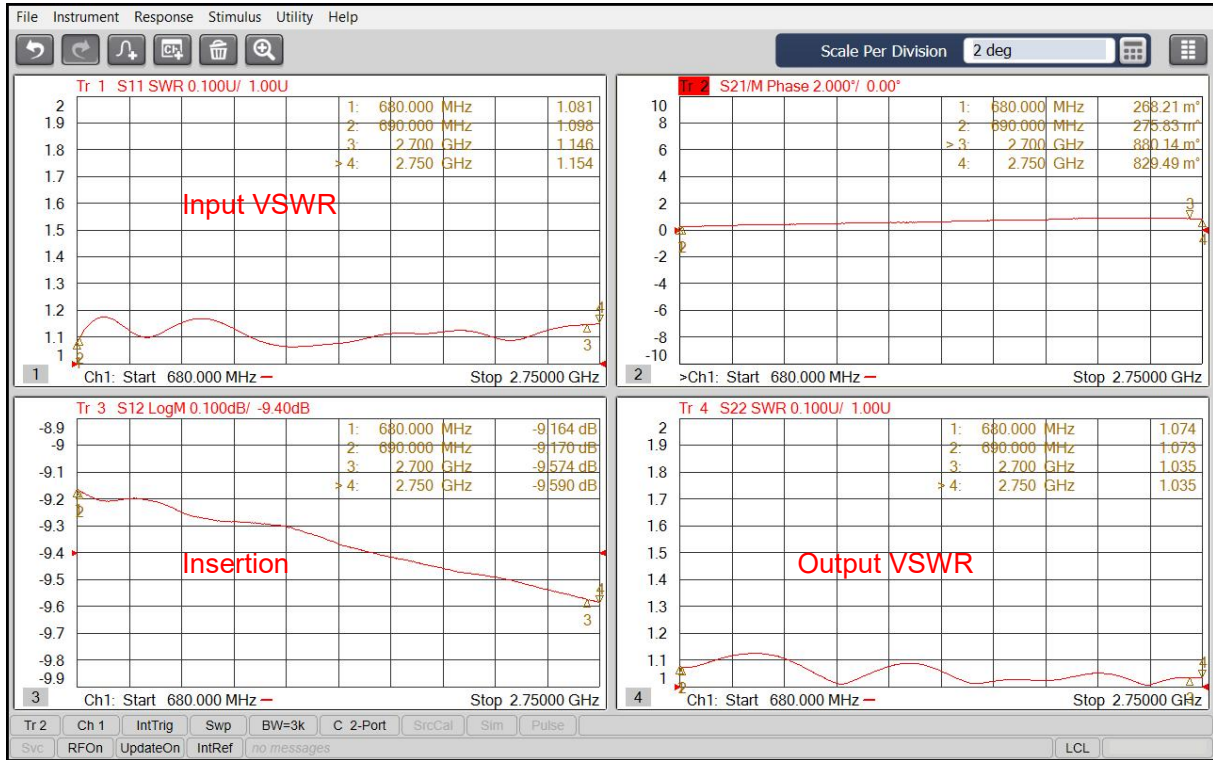 File Instrument Response Stimulus Utility Help
Scale Per Division 2 deg
Tr 1 S11 SWR 0.100U/ 1.00U
1: 680.000 MHz 1.081
2: 690.000 MHz 1.098
3: 2.700 GHz 1.146
> 4: 2.750 GHz 1.154
2
1.9
1.8
1.7
1.6
1.5
1.4
1.3
1.2
1.1
1
Input VSWR
4
3
2
1 Ch1: Start 680.000 MHz Stop 2.75000 GHz
Tr 2 S21/M Phase 2.000°/ 0.00°
1: 680.000 MHz 268.21 m°
2: 690.000 MHz 275.83 m°
> 3: 2.700 GHz 880.14 m°
4: 2.750 GHz 829.49 m°
10
8
6
4
2
0
-2
-4
-6
-8
-10
3
2
4
2 >Ch1: Start 680.000 MHz Stop 2.75000 GHz
Tr 3 S12 LogM 0.100dB/ -9.40dB
1: 680.000 MHz -9.164 dB
2: 690.000 MHz -9.170 dB
3: 2.700 GHz -9.574 dB
> 4: 2.750 GHz -9.590 dB
-8.9
-9
-9.1
-9.2
-9.3
-9.4
-9.5
-9.6
-9.7
-9.8
-9.9
2
Insertion
4
3
3 Ch1: Start 680.000 MHz Stop 2.75000 GHz
Tr 4 S22 SWR 0.100U/ 1.00U
1: 680.000 MHz 1.074
2: 690.000 MHz 1.073
3: 2.700 GHz 1.035
> 4: 2.750 GHz 1.035
2
1.9
1.8
1.7
1.6
1.5
1.4
1.3
1.2
1.1
1
Output VSWR
4
2
3
4 Ch1: Start 680.000 MHz Stop 2.75000 GHz
Tr 2 Ch 1 IntTrig Swp BW=3k C 2-Port SrcCal Sim Pulse
Svc RFOn UpdateOn IntRef no messages LCL